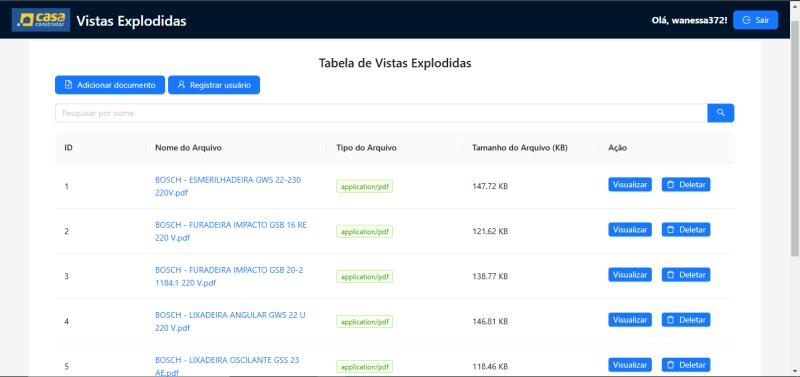 casa
construtor
Vistas Explodidas
Olá, wanessa372!
Sair
Tabela de Vistas Explodidas
Adicionar documento
Registrar usuário
Pesquisar por nome
ID Nome do Arquivo Tipo do Arquivo Tamanho do Arquivo (KB) Ação
1 BOSCH - ESMERILHADEIRA GWS 22-230 application/pdf 147.72 KB Visualizar Deletar
220V.pdf
2 BOSCH - FURADEIRA IMPACTO GSB 16 RE application/pdf 121.62 KB Visualizar Deletar
220 V.pdf
3 BOSCH - FURADEIRA IMPACTO GSB 20-2 application/pdf 138.77 KB Visualizar Deletar
1184.1 220 V.pdf
4 BOSCH - LIXADEIRA ANGULAR GWS 22 U application/pdf 146.81 KB Visualizar Deletar
220 V.pdf
5 BOSCH - LIXADEIRA OSCILANTE GSS 23 application/pdf 118.46 KB Visualizar Deletar
AE.pdf